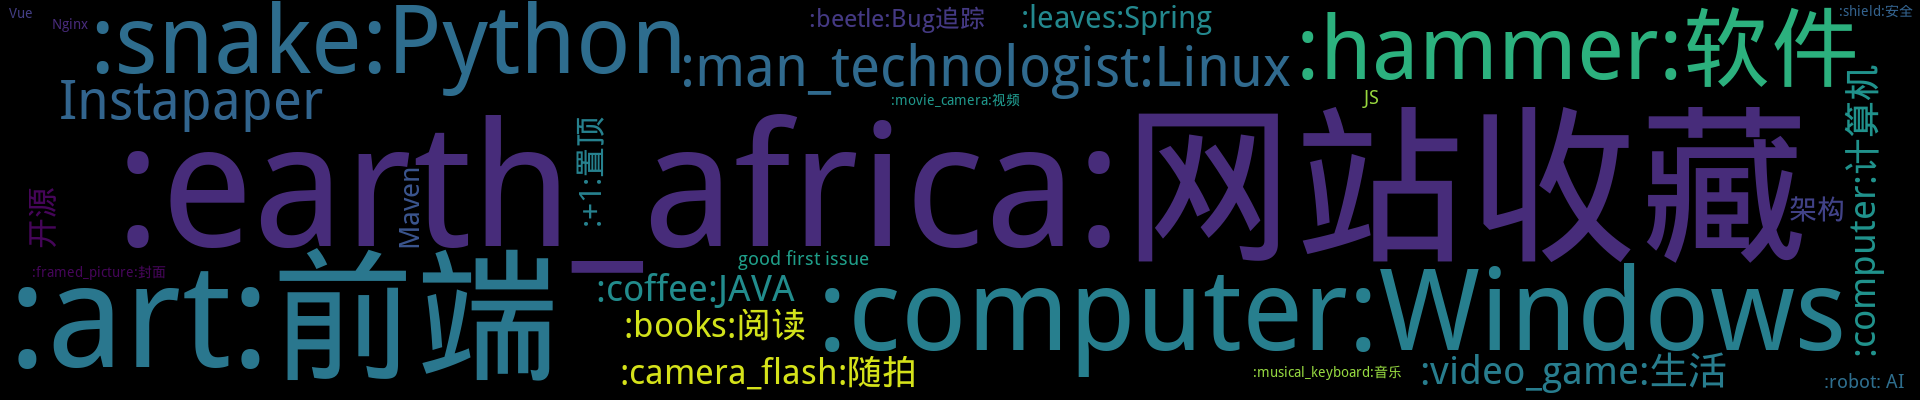 Vue
Nginx
:snake:Python
:beetle:Bug追踪
:leaves:Spring
:shield:安全
:hammer:软件
:man_technologist:Linux
Instapaper
:movie_camera:视频
JS
:earth_africa:网站收藏
:+1:置顶
:computer:计算机
开源
Maven
架构
:framed_picture:封面
good first issue
:art:前端
:coffee:JAVA
:computer:Windows
:books:阅读
:camera_flash:随拍
:musical_keyboard:音乐
:video_game:生活
:robot: AI